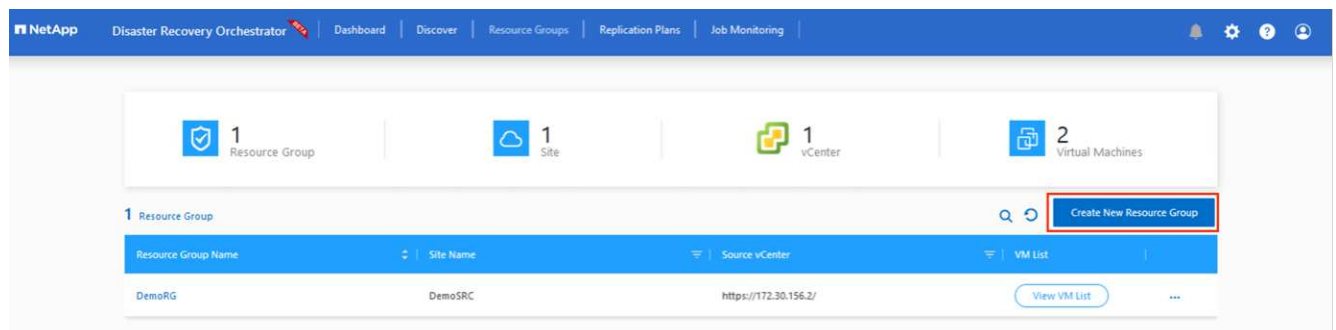 NetApp Disaster Recovery Orchestrator Dashboard Discover Resource Groups Replication Plans Job Monitoring
1 1 1 2
Resource Group Site vCenter Virtual Machines
1 Resource Group Create New Resource Group
Resource Group Name Site Name Source vCenter VM List
DemoRG DemoSRC https://172.30.156.2/ View VM List ...